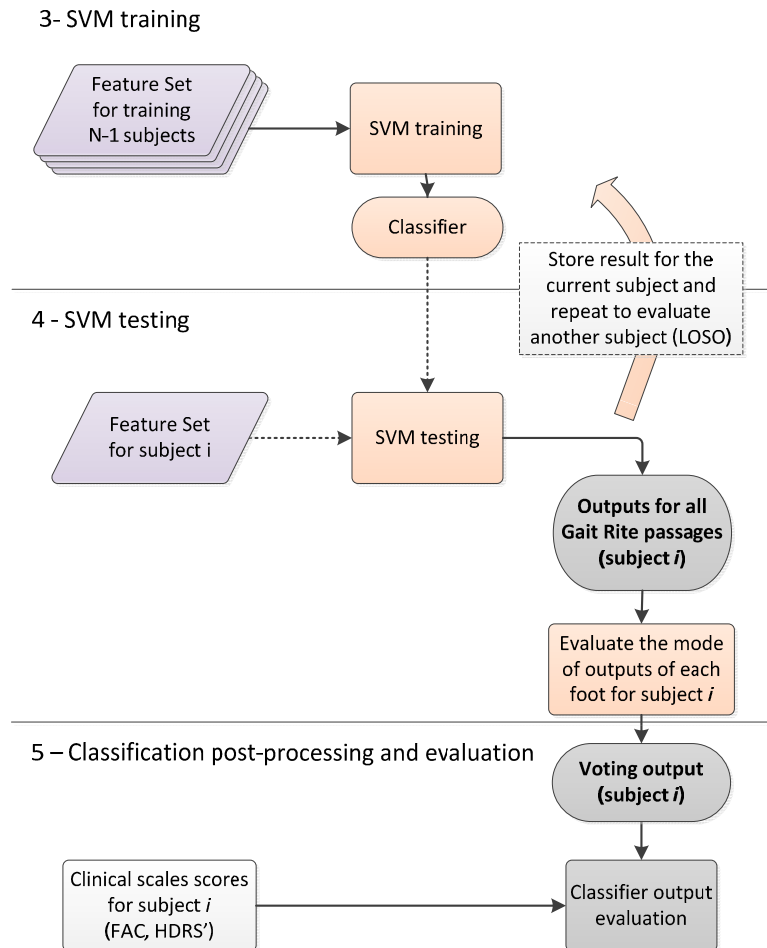 3- SVM training
Feature Set
for training
N-1 subjects
SVM training
Classifier
Store result for the
current subject and
repeat to evaluate
another subject (LOSO)
4 - SVM testing
Feature Set
for subject i
SVM testing
Outputs for all
Gait Rite passages
(subject i)
Evaluate the mode
of outputs of each
foot for subject i
5 – Classification post-processing and evaluation
Voting output
(subject i)
Clinical scales scores
for subject i
(FAC, HDRS’)
Classifier output
evaluation